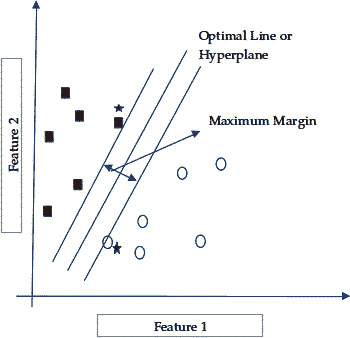 Optimal Line or
Hyperplane
Maximum Margin
Feature 2
Feature 1